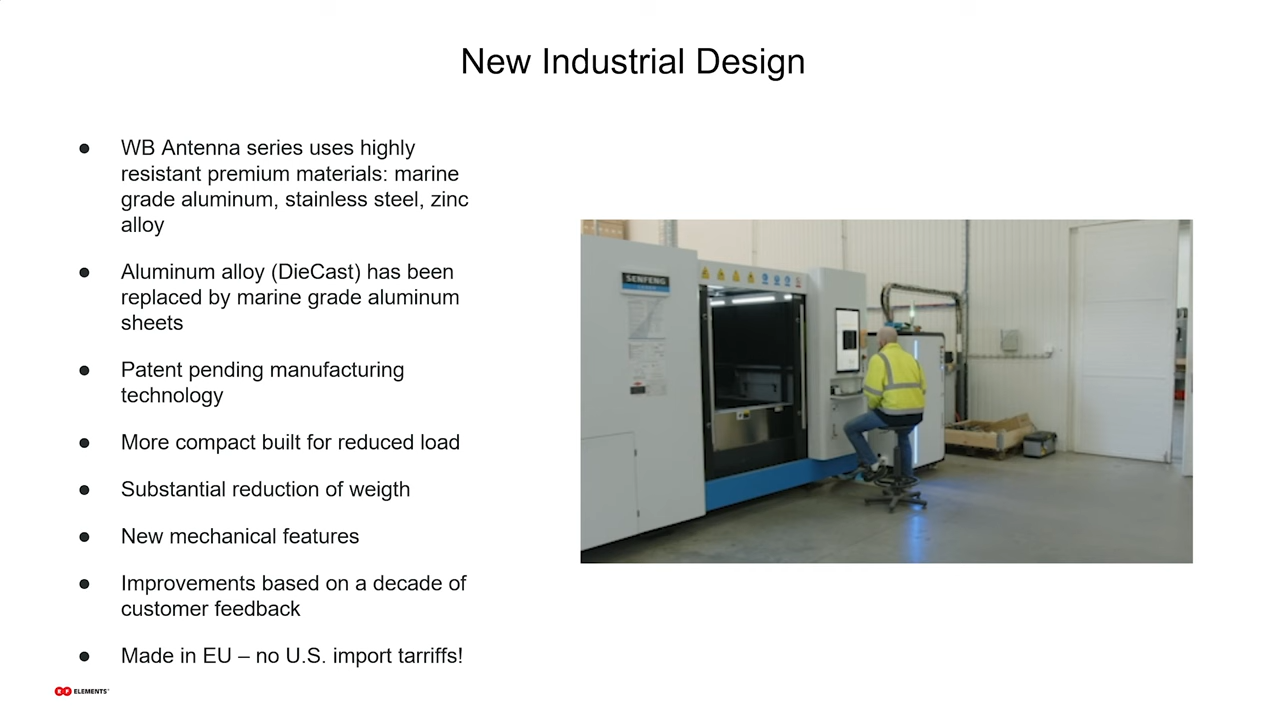 New Industrial Design
● WB Antenna series uses highly
resistant premium materials: marine
grade aluminum, stainless steel, zinc
alloy
● Aluminum alloy (DieCast) has been
replaced by marine grade aluminum
sheets
● Patent pending manufacturing
technology
● More compact built for reduced load
● Substantial reduction of weigth
● New mechanical features
● Improvements based on a decade of
customer feedback
● Made in EU – no U.S. import tarriffs!
SENFENG
ELEMENTS